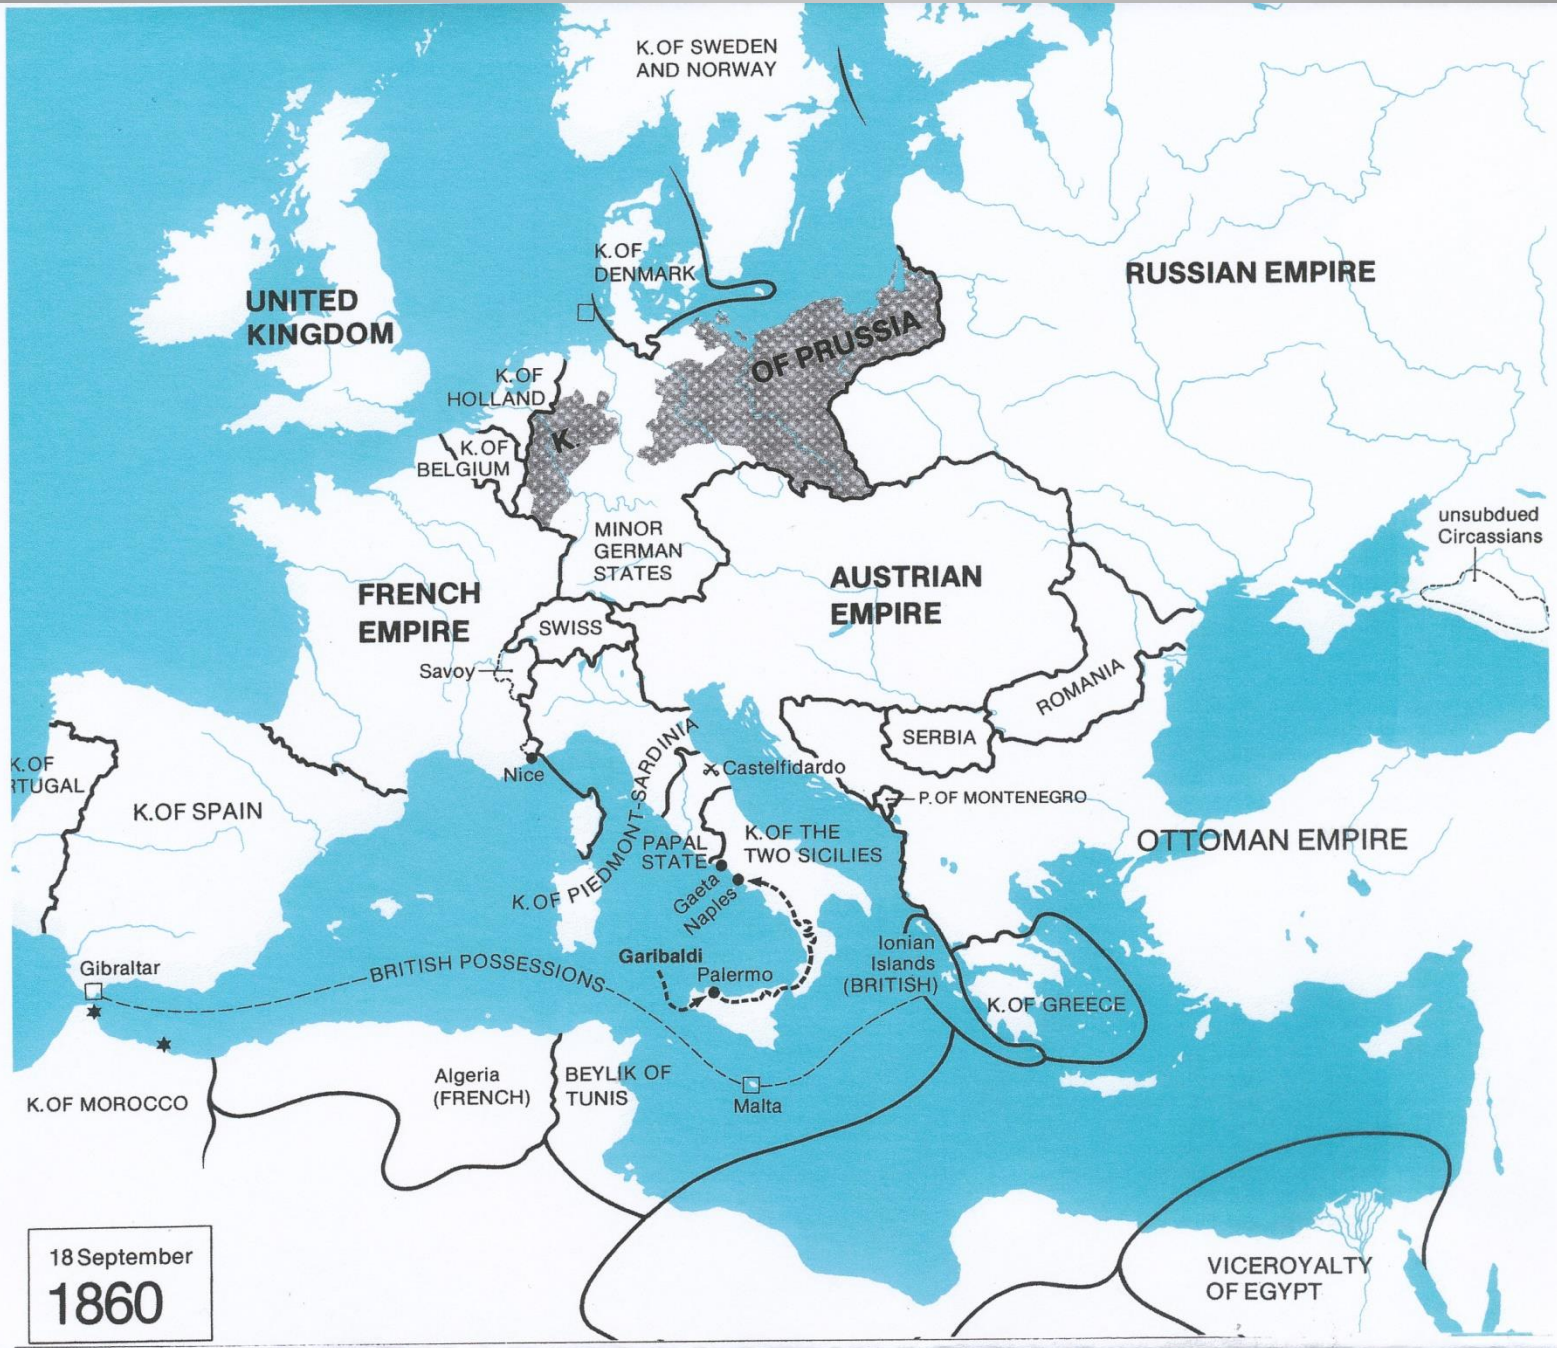 K.OF SWEDEN
AND NORWAY
K.OF
DENMARK
RUSSIAN EMPIRE
UNITED
KINGDOM
OF PRUSSIA
K.OF
HOLLAND
K.
K.OF
BELGIUM
MINOR
GERMAN
STATES
unsubdued
Circassians
FRENCH
EMPIRE
AUSTRIAN
EMPIRE
SWISS
Savoy
ROMANIA
SERBIA
K.OF
RTUGAL
Nice
Castelfidardo
P.OF MONTENEGRO
K.OF SPAIN
K.OF PIEDMONT-SARDINIA
PAPAL
STATE
K.OF THE
TWO SICILIES
OTTOMAN EMPIRE
Gaeta
Naples
Garibaldi
Palermo
Ionian
Islands
(BRITISH)
K.OF GREECE
Gibraltar
BRITISH POSSESSIONS
Malta
K.OF MOROCCO
Algeria
(FRENCH)
BEYLIK OF
TUNIS
VICEROYALTY
OF EGYPT
18 September
1860